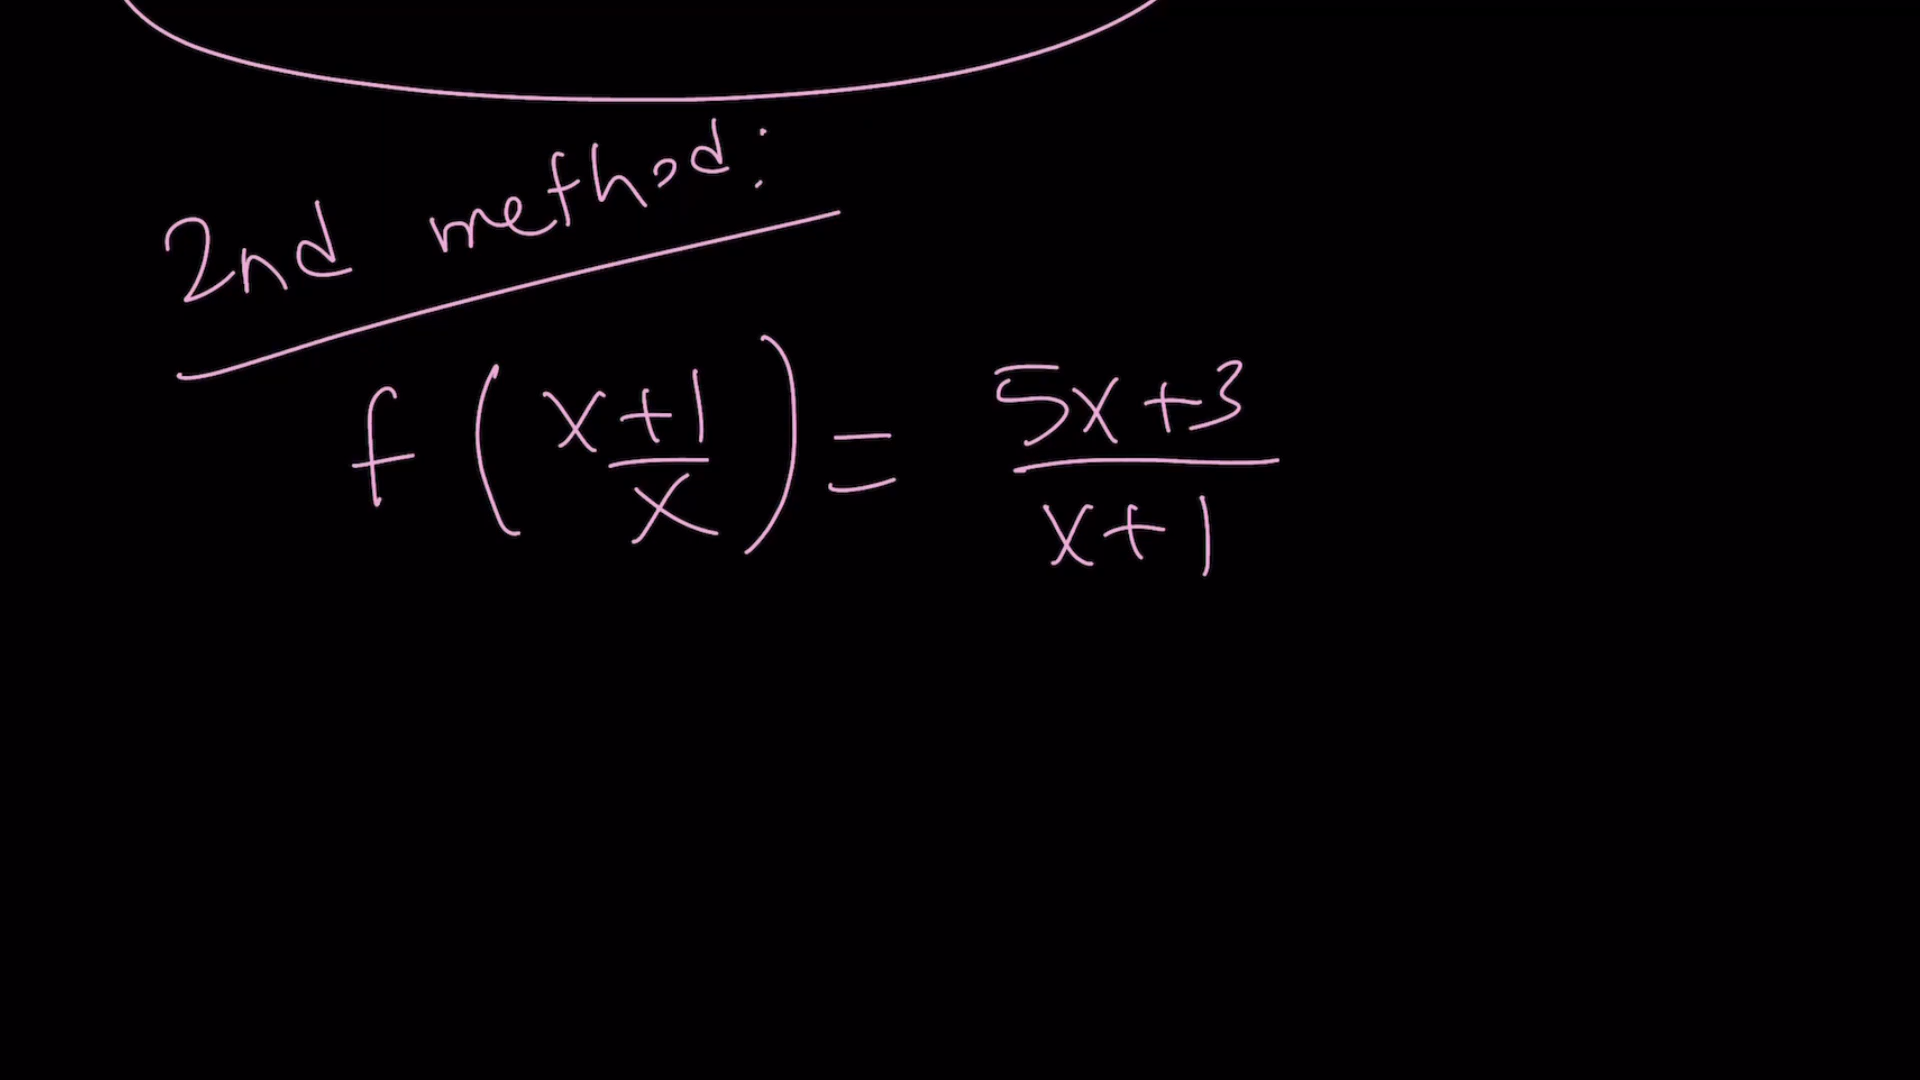 2nd method:
f(x+1/x) = 5x+3/x+1